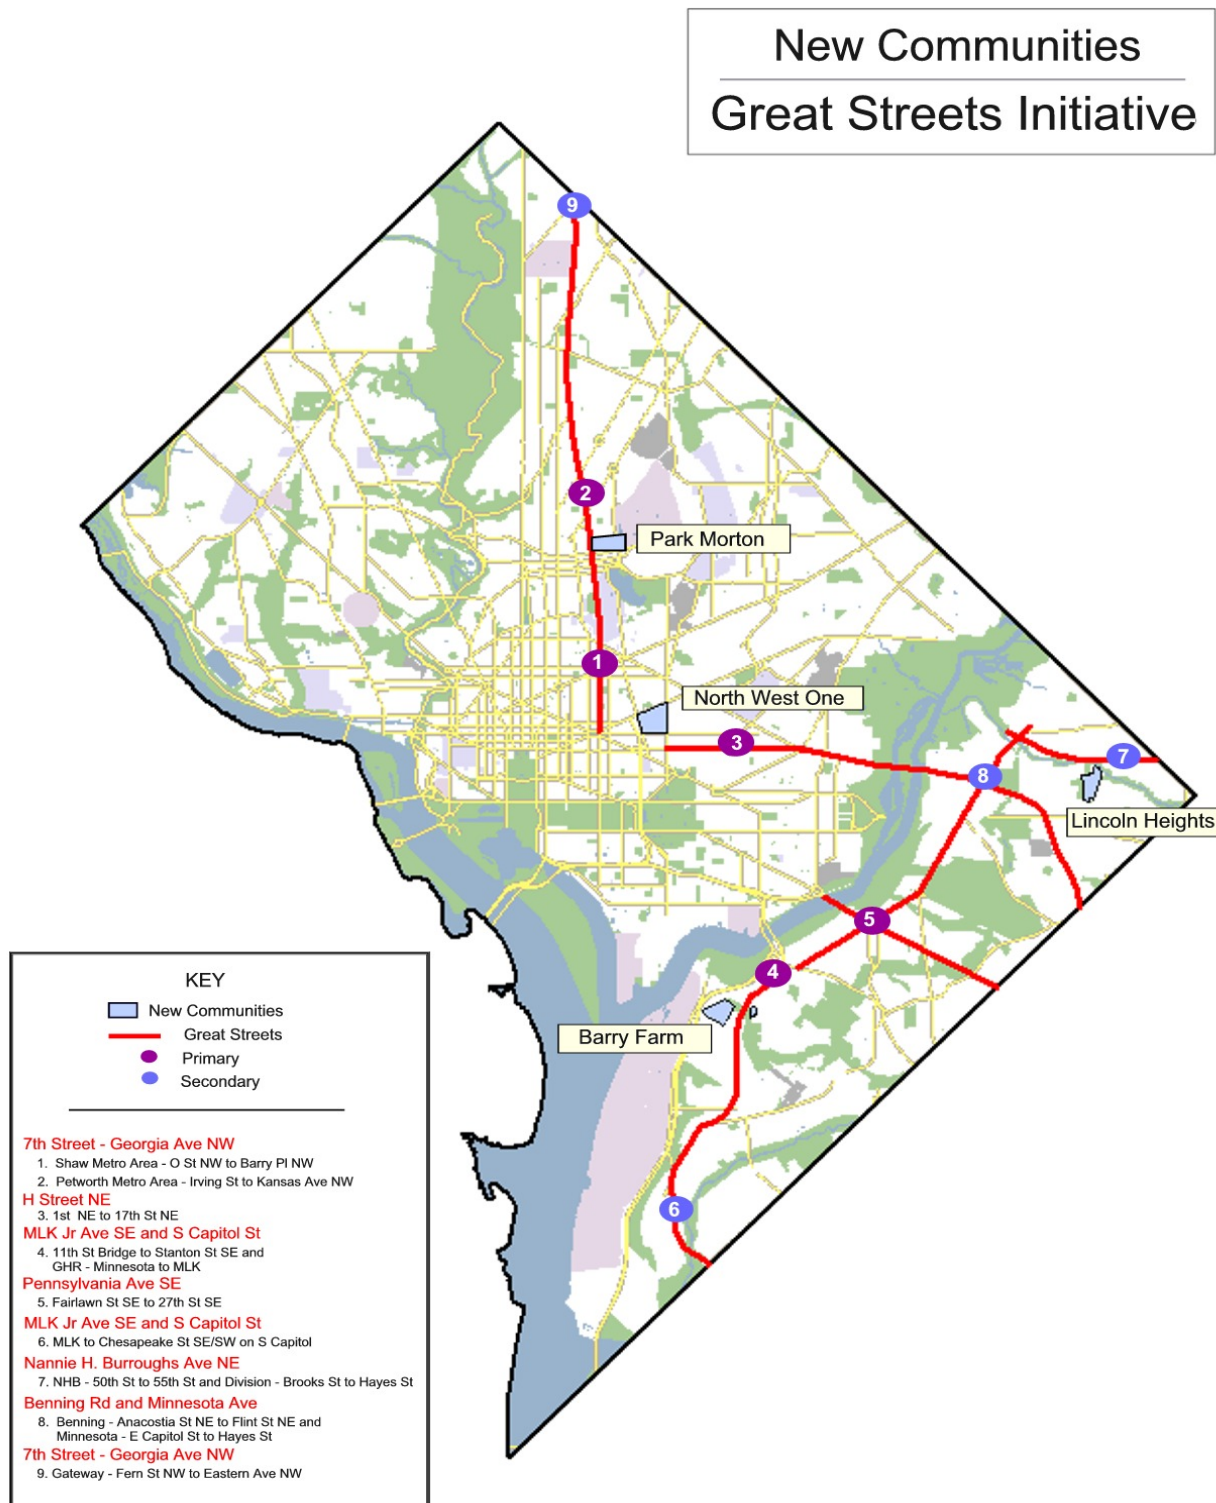 New Communities
Great Streets Initiative
9
2
Park Morton
1
North West One
3
7
8
Lincoln Heights
5
4
Barry Farm
6
KEY
New Communities
Great Streets
Primary
Secondary
7th Street - Georgia Ave NW
1. Shaw Metro Area - O St NW to Barry Pl NW
2. Petworth Metro Area - Irving St to Kansas Ave NW
H Street NE
3. 1st NE to 17th St NE
MLK Jr Ave SE and S Capitol St
4. 11th St Bridge to Stanton St SE and
GHR - Minnesota to MLK
Pennsylvania Ave SE
5. Fairlawn St SE to 27th St SE
MLK Jr Ave SE and S Capitol St
6. MLK to Chesapeake St SE/SW on S Capitol
Nannie H. Burroughs Ave NE
7. NHB - 50th St to 55th St and Division - Brooks St to Hayes St
Benning Rd and Minnesota Ave
8. Benning - Anacostia St NE to Flint St NE and
Minnesota - E Capitol St to Hayes St
7th Street - Georgia Ave NW
9. Gateway - Fern St NW to Eastern Ave NW